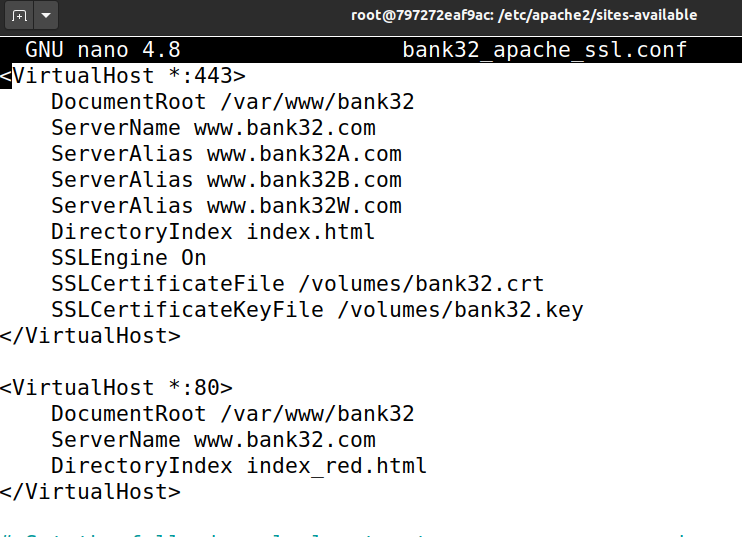 root@797272eaf9ac: /etc/apache2/sites-available
GNU nano 4.8 bank32_apache_ssl.conf
<VirtualHost *:443>
DocumentRoot /var/www/bank32
ServerName www.bank32.com
ServerAlias www.bank32A.com
ServerAlias www.bank32B.com
ServerAlias www.bank32W.com
DirectoryIndex index.html
SSLEngine On
SSLCertificateFile /volumes/bank32.crt
SSLCertificateKeyFile /volumes/bank32.key
</VirtualHost>
<VirtualHost *:80>
DocumentRoot /var/www/bank32
ServerName www.bank32.com
DirectoryIndex index_red.html
</VirtualHost>